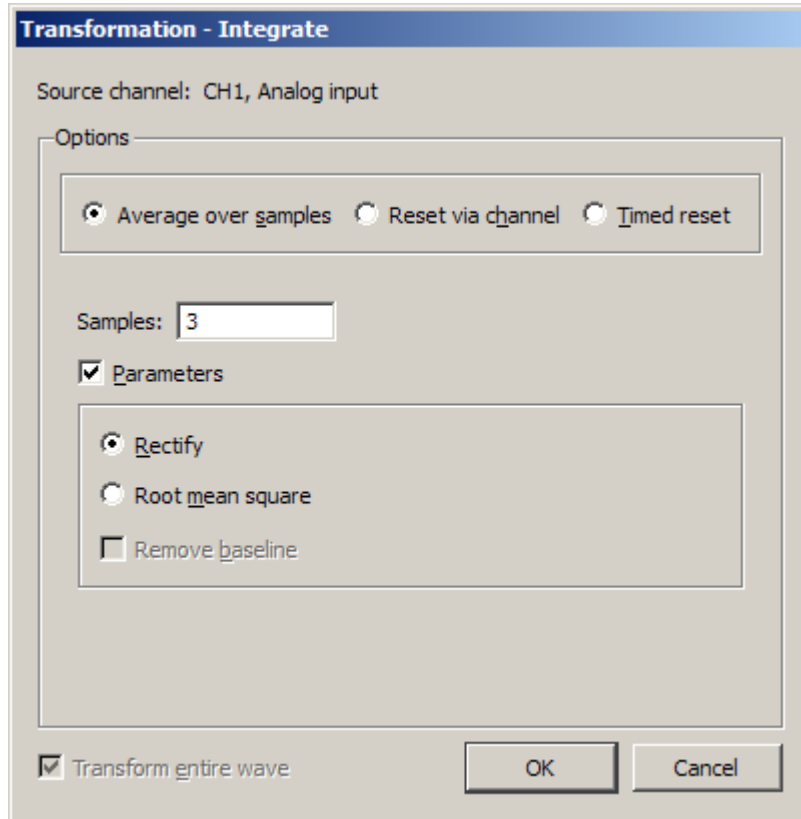 Transformation - Integrate
Source channel: CH1, Analog input
Options
Average over samples Reset via channel Timed reset
Samples: 3
Parameters
Rectify
Root mean square
Remove baseline
Transform entire wave OK Cancel